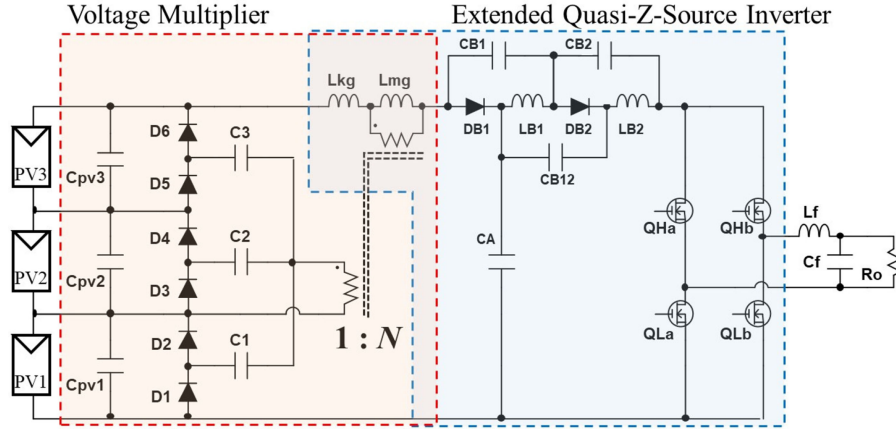 Voltage Multiplier
Extended Quasi-Z-Source Inverter
CB1
CB2
Lkg
Lmg
DB1
LB1
DB2
LB2
D6
C3
PV3
Cpv3
D5
CB12
D4
C2
QHa
QHb
Lf
CA
PV2
Cpv2
D3
Cf
Ro
D2
C1
1 : N
QLa
QLb
PV1
Cpv1
D1